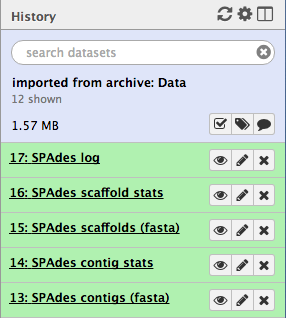 History
search datasets
imported from archive: Data
12 shown
1.57 MB
17: SPAdes log
16: SPAdes scaffold stats
15: SPAdes scaffolds (fasta)
14: SPAdes contig stats
13: SPAdes contigs (fasta)